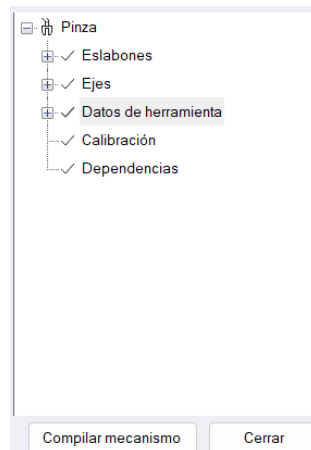 Pinza
Eslabones
Ejes
Datos de herramienta
Calibración
Dependencias
Compilar mecanismo
Cerrar